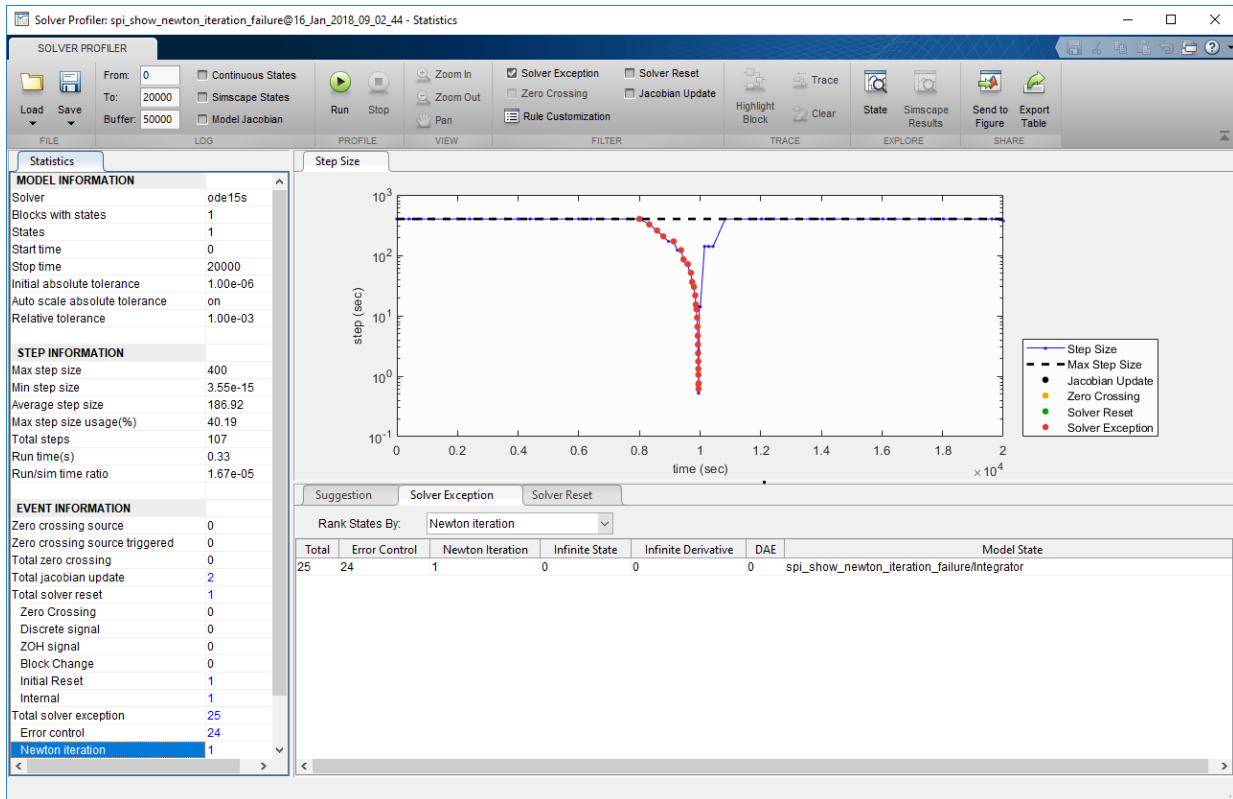 Solver Profiler: spi_show_newton_iteration_failure@16_Jan_2018_09_02_44 - Statistics
SOLVER PROFILER
Load
Save
From: 0
To: 20000
Buffer: 50000
Continuous States
Simscape States
Model Jacobian
Run
Stop
Zoom In
Zoom Out
Pan
Solver Exception
Solver Reset
Zero Crossing
Jacobian Update
Rule Customization
Highlight
Block
Trace
Clear
State
Simscape
Results
Send to
Figure
Export
Table
FILE
LOG
PROFILE
VIEW
FILTER
TRACE
EXPLORE
SHARE
Statistics
MODEL INFORMATION
Solver ode15s
Blocks with states 1
States 1
Start time 0
Stop time 20000
Initial absolute tolerance 1.00e-06
Auto scale absolute tolerance on
Relative tolerance 1.00e-03
STEP INFORMATION
Max step size 400
Min step size 3.55e-15
Average step size 186.92
Max step size usage(%) 40.19
Total steps 107
Run time(s) 0.33
Run/sim time ratio 1.67e-05
EVENT INFORMATION
Zero crossing source 0
Zero crossing source triggered 0
Total zero crossing 0
Total jacobian update 2
Total solver reset 1
Zero Crossing 0
Discrete signal 0
ZOH signal 0
Block Change 0
Initial Reset 1
Internal 1
Total solver exception 25
Error control 24
Newton iteration 1
Step Size
10^3
10^2
10^1
10^0
10^-1
step (sec)
0 0.2 0.4 0.6 0.8 1 1.2 1.4 1.6 1.8 2
time (sec)
×10^4
Step Size
Max Step Size
Jacobian Update
Zero Crossing
Solver Reset
Solver Exception
Suggestion
Solver Exception
Solver Reset
Rank States By: Newton iteration
Total Error Control Newton Iteration Infinite State Infinite Derivative DAE Model State
25 24 1 0 0 0 spi_show_newton_iteration_failure/Integrator